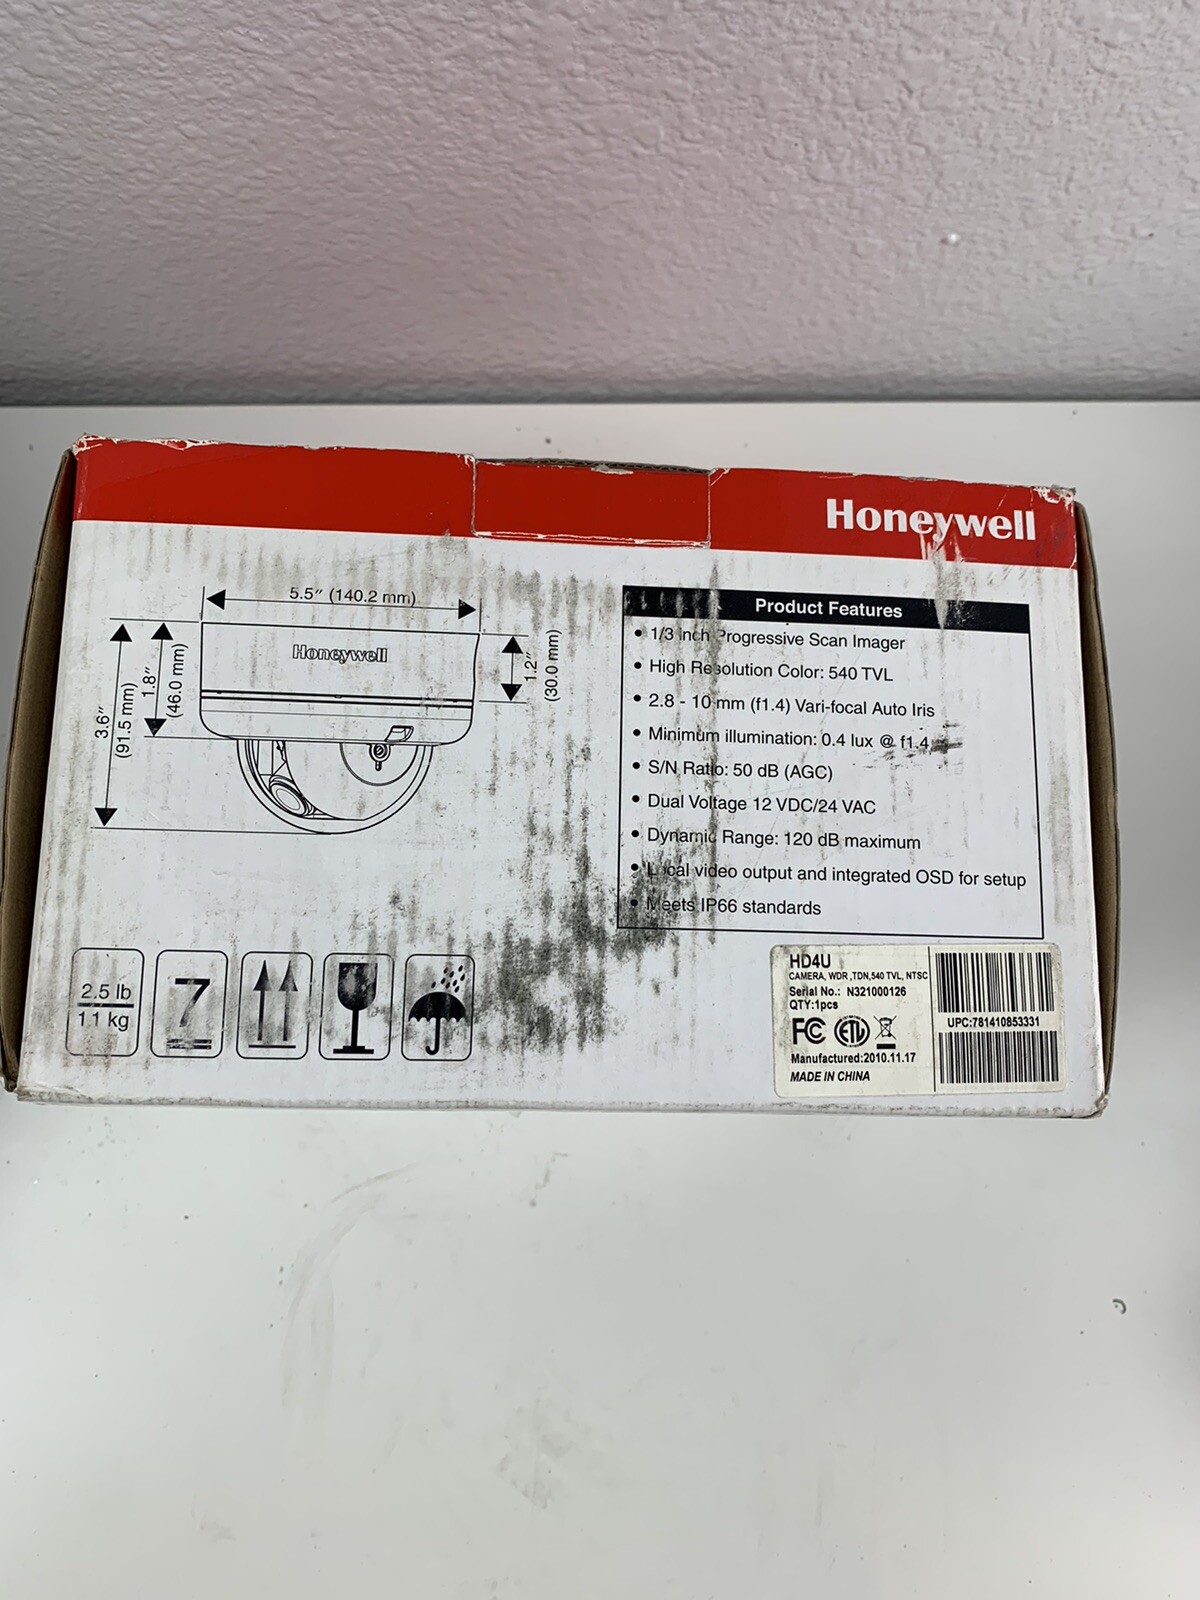 Honeywell
5.5" (140.2 mm)
3.6"
(91.5 mm)
1.8"
(46.0 mm)
Honeywell
1.2"
(30.0 mm)
Product Features
• 1/3 inch Progressive Scan Imager
• High Resolution Color: 540 TVL
• 2.8 - 10 mm (f1.4) Vari-focal Auto Iris
• Minimum illumination: 0.4 lux @ f1.4
• S/N Ratio: 50 dB (AGC)
• Dual Voltage 12 VDC/24 VAC
• Dynamic Range: 120 dB maximum
• Local video output and integrated OSD for setup
• Meets IP66 standards
2.5 lb
1.1 kg
7
HD4U
CAMERA, WDR ,TDN,540 TVL, NTSC
Serial No.: N321000126
QTY:1pcs
FC ETL
Manufactured:2010.11.17
MADE IN CHINA
UPC:781410853331